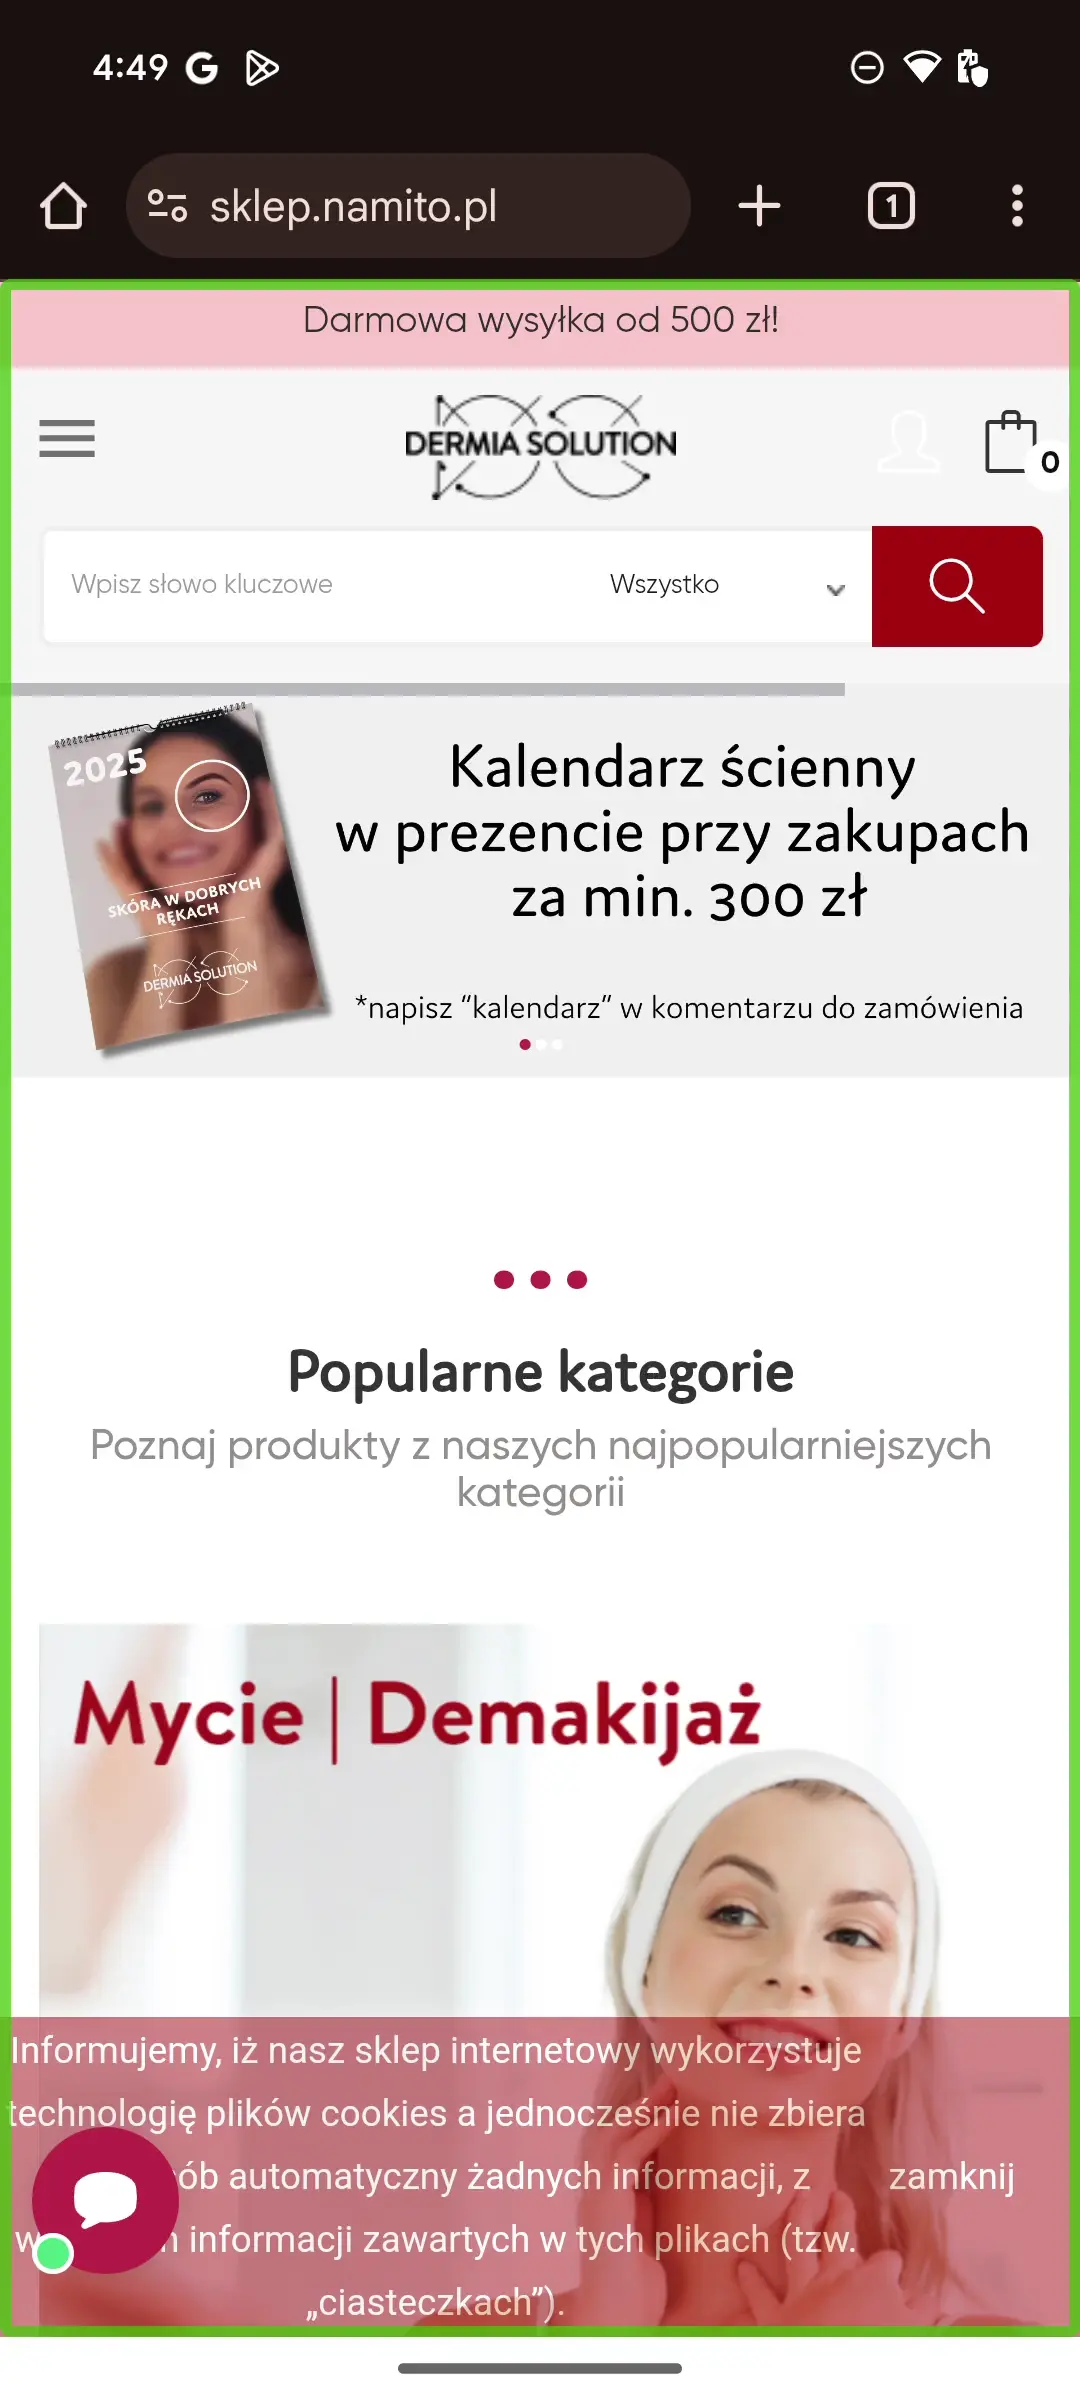 4:49
sklep.namito.pl
1
Darmowa wysyłka od 500 zł!
DERMIA SOLUTION
0
Wpisz słowo kluczowe
Wszystko
2025
SKÓRA W DOBRYCH
RĘKACH
DERMIA SOLUTION
Kalendarz ścienny
w prezencie przy zakupach
za min. 300 zł
*napisz “kalendarz” w komentarzu do zamówienia
Popularne kategorie
Poznaj produkty z naszych najpopularniejszych
kategorii
Mycie | Demakijaż
Informujemy, iż nasz sklep internetowy wykorzystuje
technologię plików cookies a jednocześnie nie zbiera
automatyczny żadnych informacji, z
zamknij
informacji zawartych w tych plikach (tzw.
„ciasteczkach”).